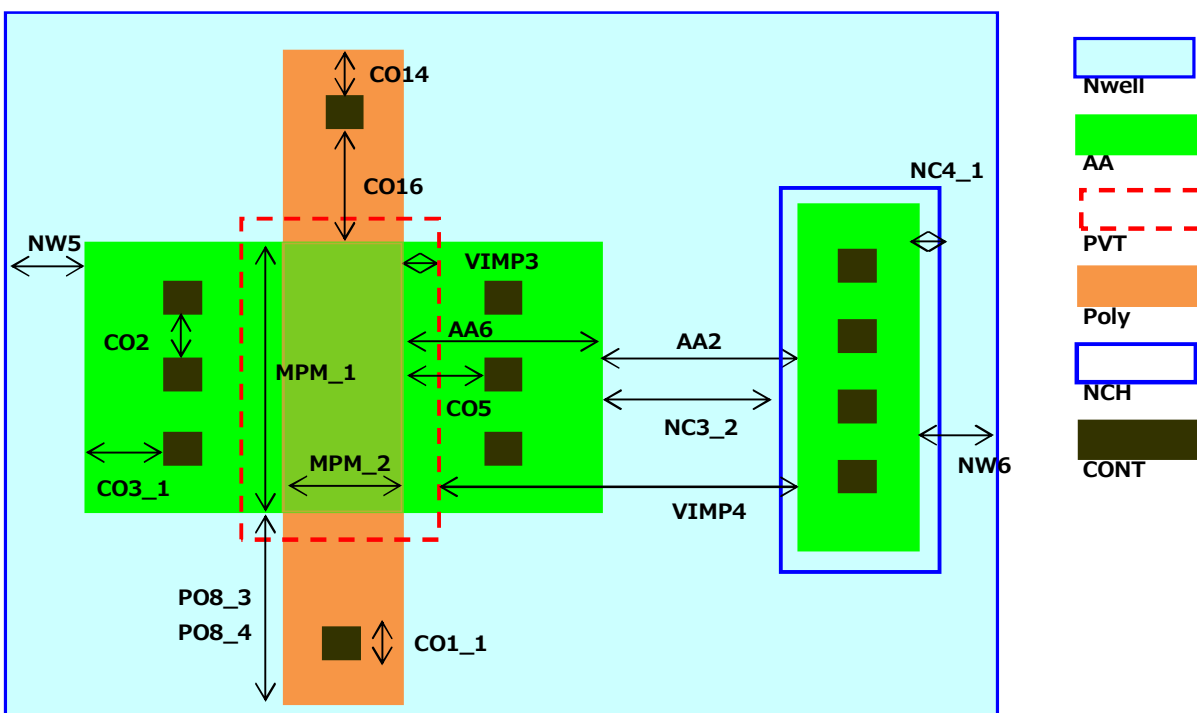 CO14
Nwell
AA
CO16
NC4_1
NW5
PVT
VIMP3
Poly
CO2
AA6
AA2
MPM_1
NCH
CO5
NC3_2
MPM_2
NW6
CONT
CO3_1
VIMP4
PO8_3
PO8_4
CO1_1